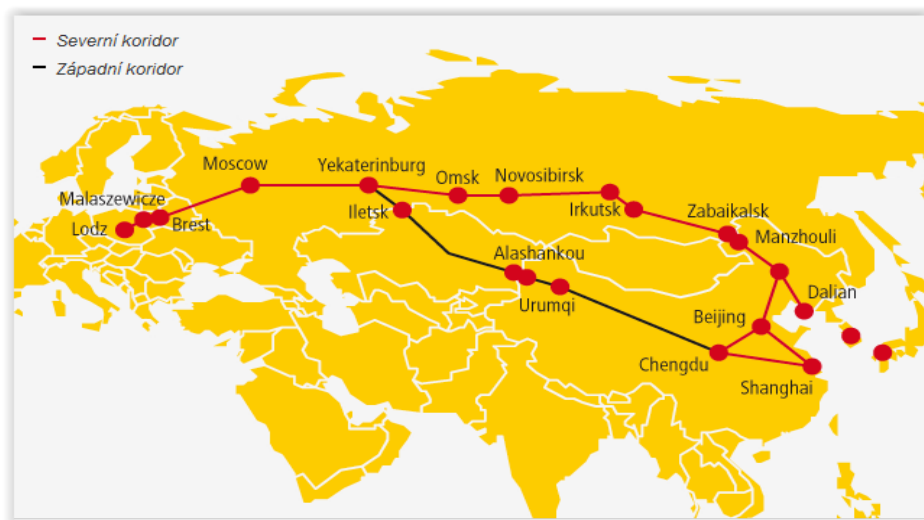 Severní koridor
Západní koridor
Moscow
Yekaterinburg
Omsk
Novosibirsk
Malaszewicze
Iletsk
Irkutsk
Zabaikalsk
Lodz
Brest
Manzhouli
Alashankou
Dalian
Urumqi
Beijing
Chengdu
Shanghai